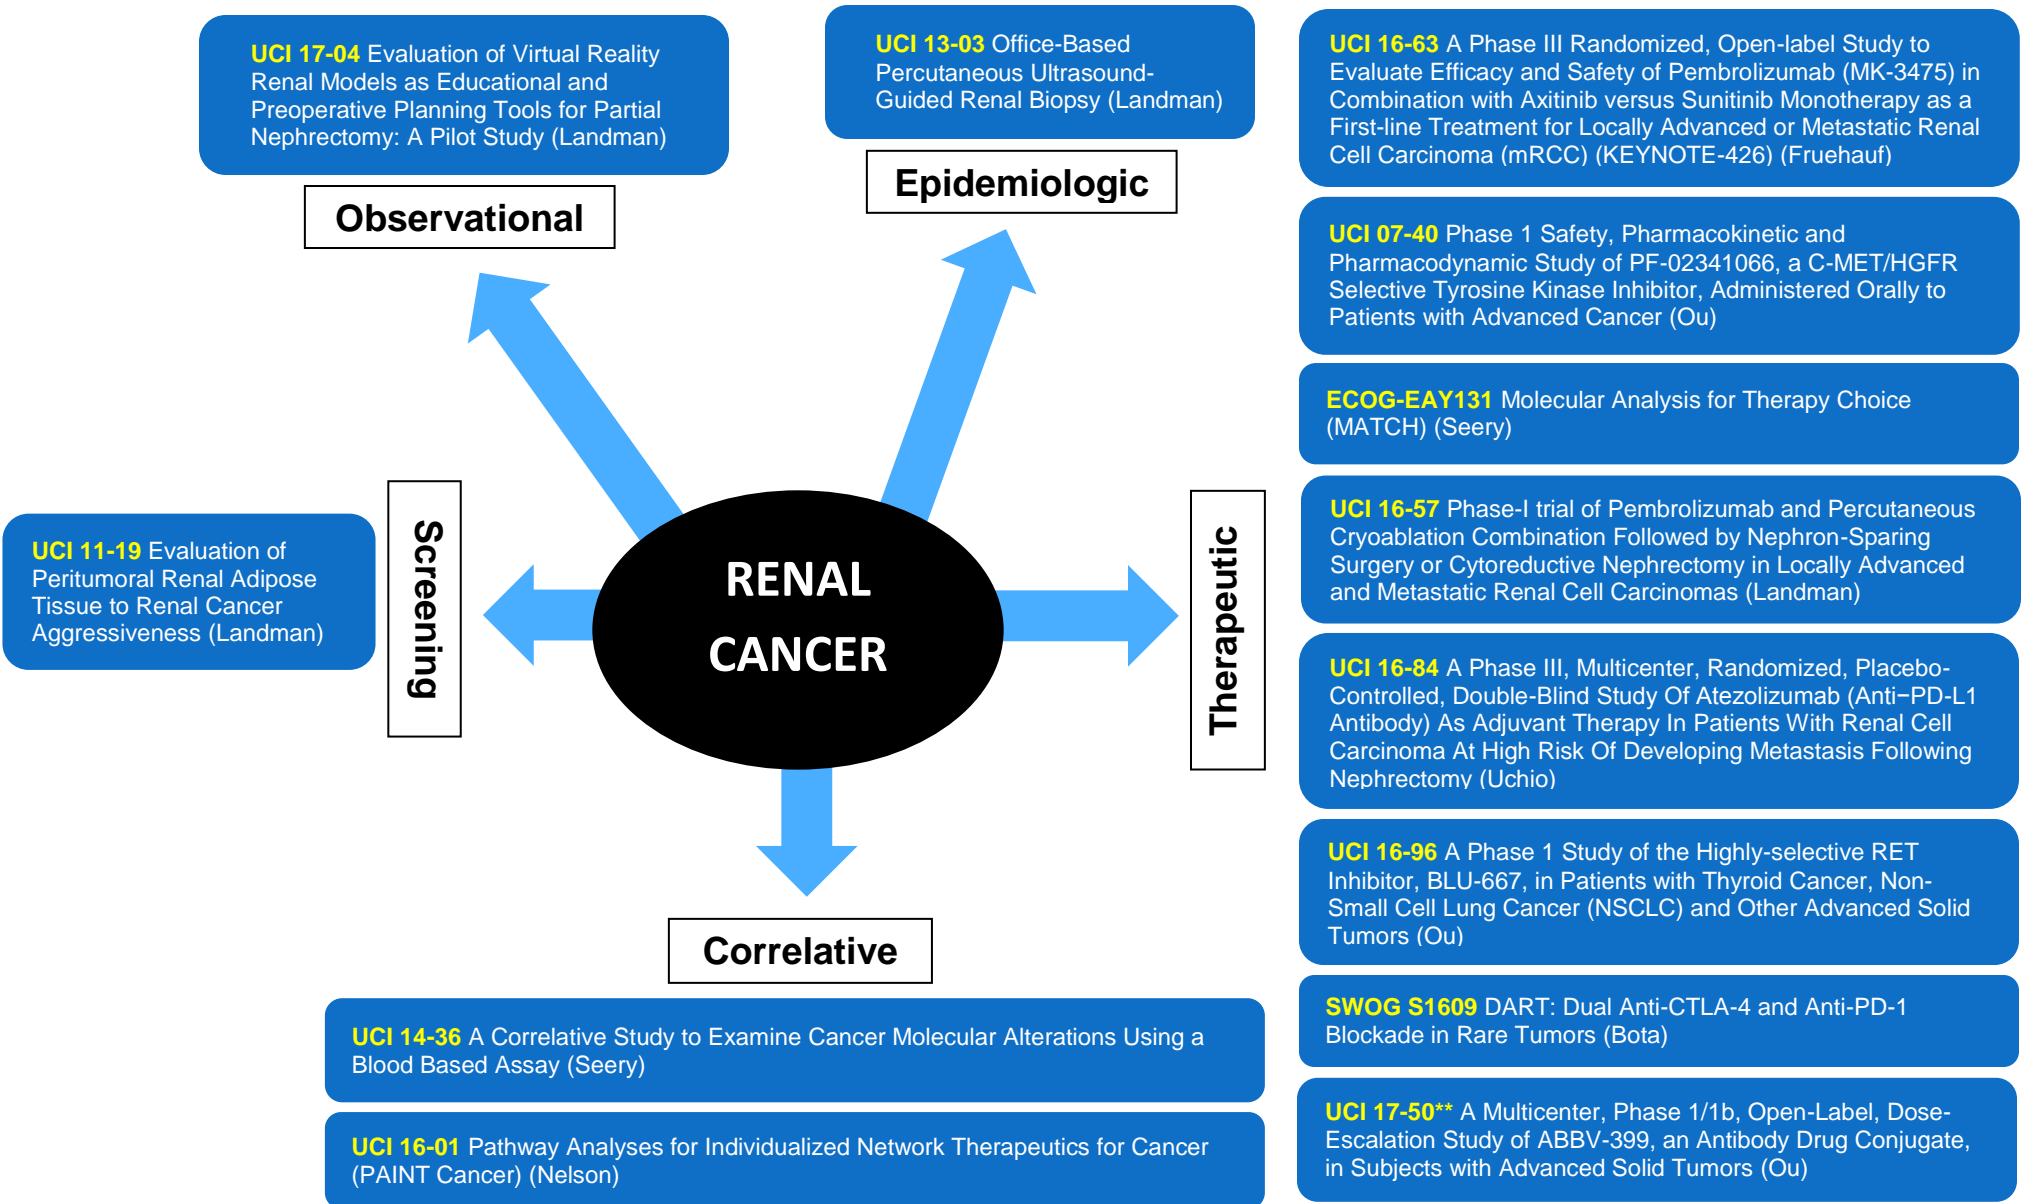 UCI 17-04 Evaluation of Virtual Reality
Renal Models as Educational and
Preoperative Planning Tools for Partial
Nephrectomy: A Pilot Study (Landman)
Observational
UCI 13-03 Office-Based
Percutaneous Ultrasound-
Guided Renal Biopsy (Landman)
Epidemiologic
UCI 11-19 Evaluation of
Peritumoral Renal Adipose
Tissue to Renal Cancer
Aggressiveness (Landman)
Screening
RENAL
CANCER
Therapeutic
UCI 16-63 A Phase III Randomized, Open-label Study to
Evaluate Efficacy and Safety of Pembrolizumab (MK-3475) in
Combination with Axitinib versus Sunitinib Monotherapy as a
First-line Treatment for Locally Advanced or Metastatic Renal
Cell Carcinoma (mRCC) (KEYNOTE-426) (Fruehauf)
UCI 07-40 Phase 1 Safety, Pharmacokinetic and
Pharmacodynamic Study of PF-02341066, a C-MET/HGFR
Selective Tyrosine Kinase Inhibitor, Administered Orally to
Patients with Advanced Cancer (Ou)
ECOG-EAY131 Molecular Analysis for Therapy Choice
(MATCH) (Seery)
UCI 16-57 Phase-I trial of Pembrolizumab and Percutaneous
Cryoablation Combination Followed by Nephron-Sparing
Surgery or Cytoreductive Nephrectomy in Locally Advanced
and Metastatic Renal Cell Carcinomas (Landman)
UCI 16-84 A Phase III, Multicenter, Randomized, Placebo-
Controlled, Double-Blind Study Of Atezolizumab (Anti−PD-L1
Antibody) As Adjuvant Therapy In Patients With Renal Cell
Carcinoma At High Risk Of Developing Metastasis Following
Nephrectomy (Uchio)
UCI 16-96 A Phase 1 Study of the Highly-selective RET
Inhibitor, BLU-667, in Patients with Thyroid Cancer, Non-
Small Cell Lung Cancer (NSCLC) and Other Advanced Solid
Tumors (Ou)
SWOG S1609 DART: Dual Anti-CTLA-4 and Anti-PD-1
Blockade in Rare Tumors (Bota)
UCI 17-50** A Multicenter, Phase 1/1b, Open-Label, Dose-
Escalation Study of ABBV-399, an Antibody Drug Conjugate,
in Subjects with Advanced Solid Tumors (Ou)
Correlative
UCI 14-36 A Correlative Study to Examine Cancer Molecular Alterations Using a
Blood Based Assay (Seery)
UCI 16-01 Pathway Analyses for Individualized Network Therapeutics for Cancer
(PAINT Cancer) (Nelson)